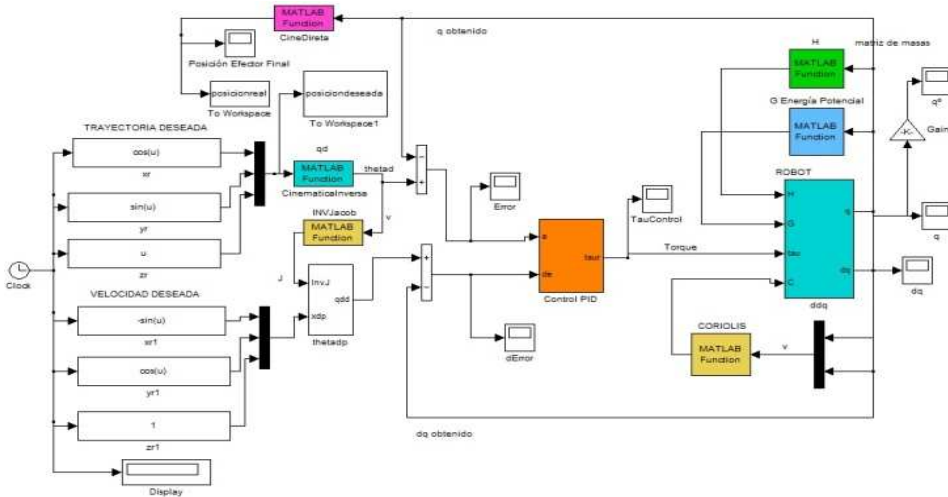 MATLAB
Function
CineDireta
q obtenido
Posición Efector Final
posicionreal
To Workspace
posiciondeseada
To Workspace1
H
matriz de masas
MATLAB
Function
G Energía Potencial
MATLAB
Function
qº
-K-
Gain
TRAYECTORIA DESEADA
cos(u)
xr
sin(u)
yr
u
zr
qd
MATLAB
Function
CinematicaInversa
thetad
v
INVJacob
MATLAB
Function
J
InvJ
xdp
qdd
thetadp
Error
dError
e
de
taur
Control PID
TauControl
Torque
ROBOT
H
G
tau
C
q
dq
ddq
q
dq
CORIOLIS
MATLAB
Function
v
Clock
VELOCIDAD DESEADA
-sin(u)
xr1
cos(u)
yr1
1
zr1
Display
dq obtenido